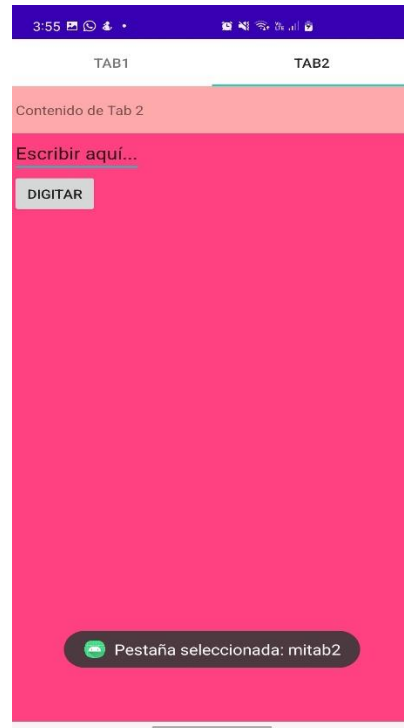 3:55
TAB1 TAB2
Contenido de Tab 2
Escribir aquí...
DIGITAR
Pestaña seleccionada: mitab2